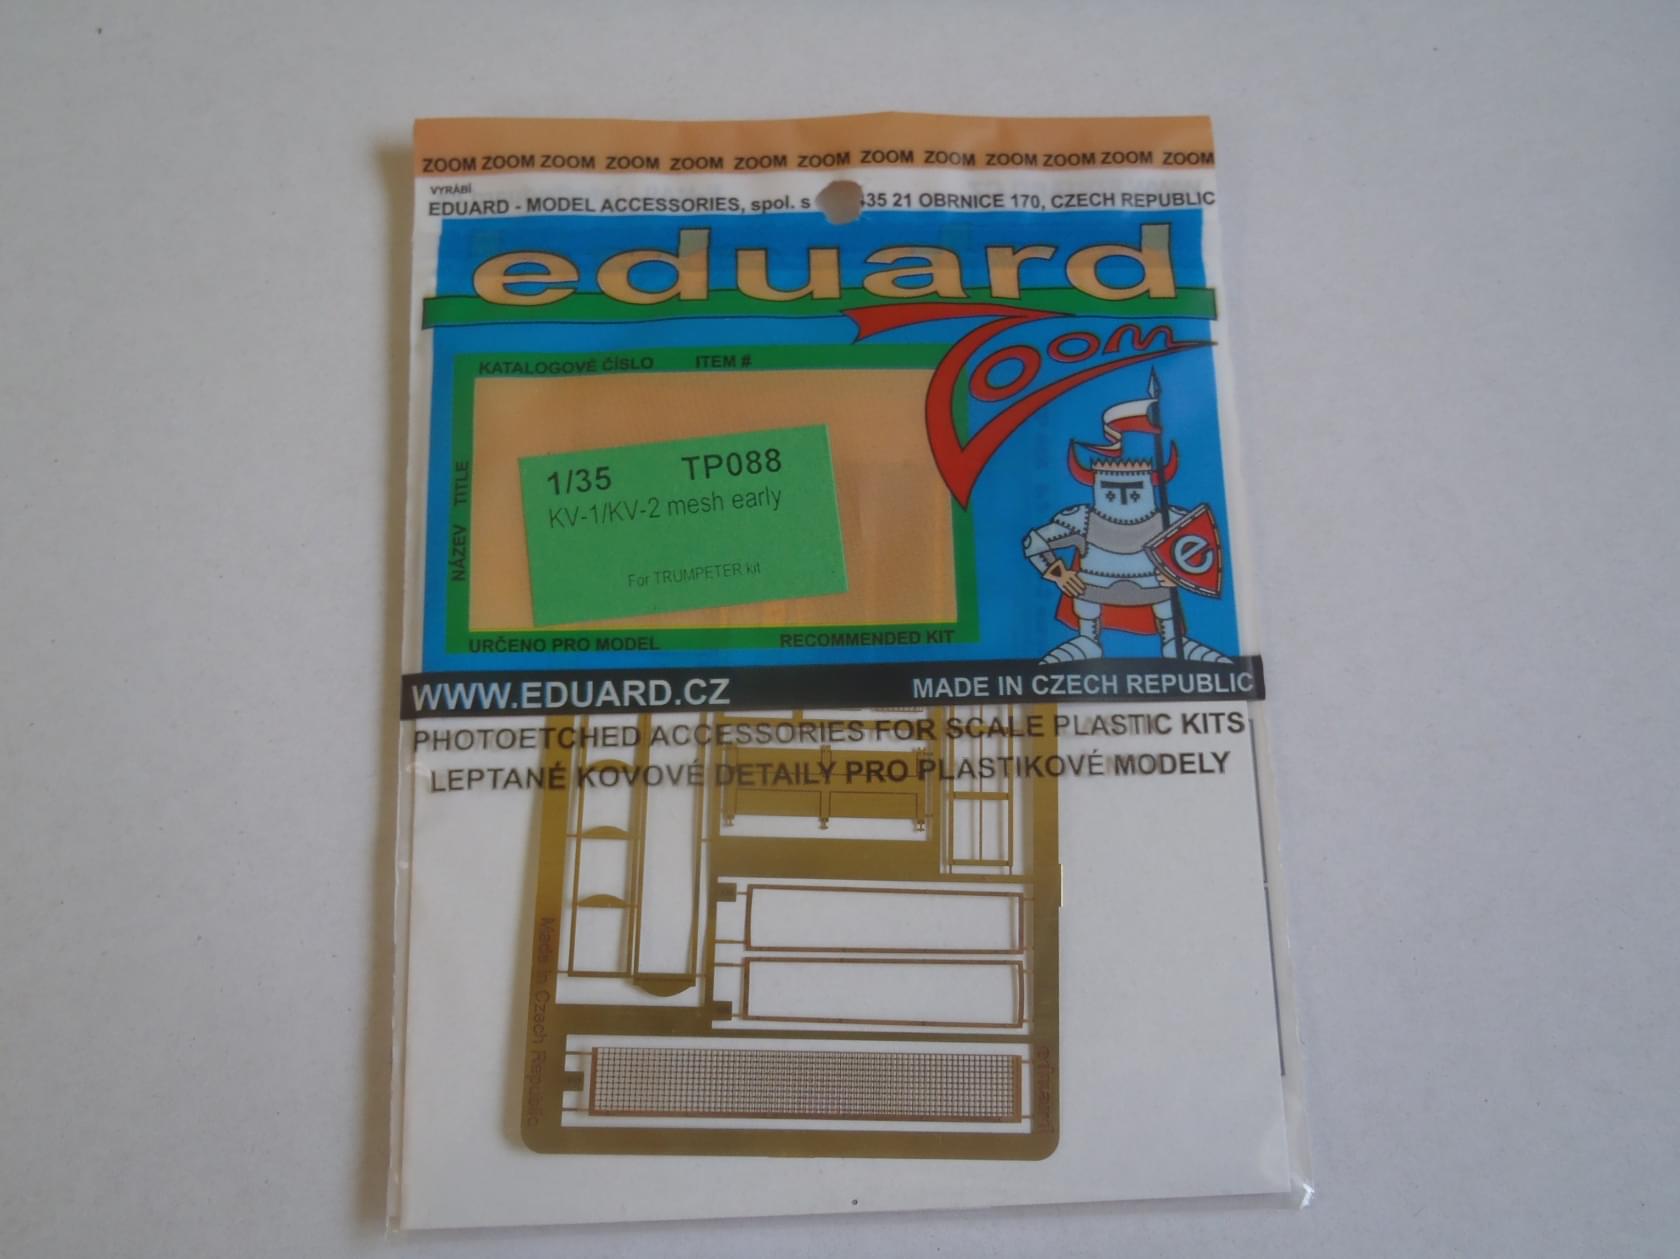 ZOOM ZOOM ZOOM ZOOM ZOOM ZOOM ZOOM ZOOM ZOOM ZOOM ZOOM ZOOM ZOOM
VYRÁBÍ
EDUARD - MODEL ACCESSORIES, spol. s 435 21 OBRNICE 170, CZECH REPUBLIC
eduard
Zoom
KATALOGOVÉ ČÍSLO ITEM #
NÁZEV TITLE
1/35 TP088
KV-1/KV-2 mesh early
For TRUMPETER kit
e
URČENO PRO MODEL RECOMMENDED KIT
WWW.EDUARD.CZ MADE IN CZECH REPUBLIC
PHOTOETCHED ACCESSORIES FOR SCALE PLASTIC KITS
LEPTANÉ KOVOVÉ DETAILY PRO PLASTIKOVÉ MODELY
Made in Czech Republic